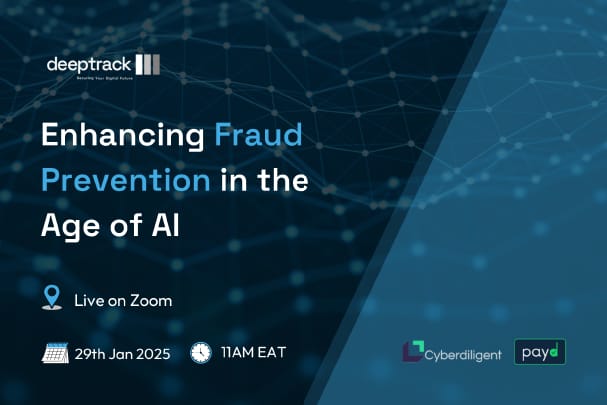 deeptrack
Securing Your Digital Future
Enhancing Fraud
Prevention in the
Age of AI
Live on Zoom
29th Jan 2025 11AM EAT
Cyberdiligent payd